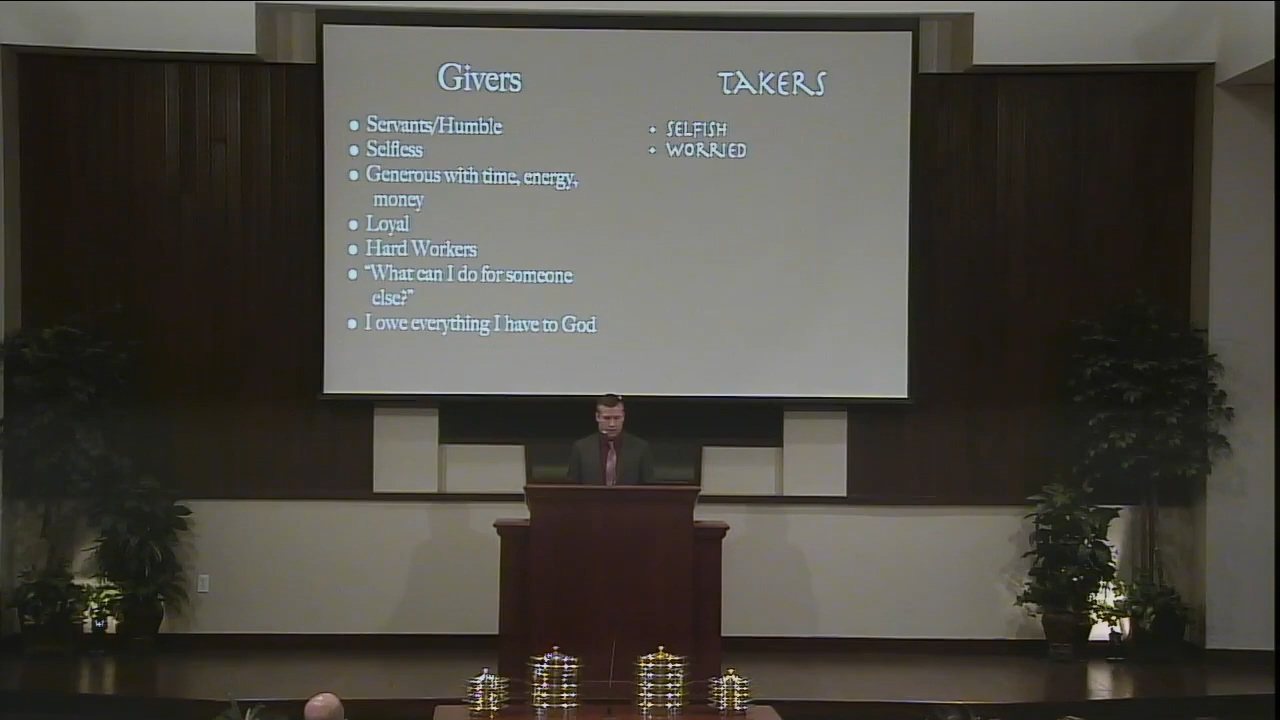 Givers
• Servants/Humble
• Selfless
• Generous with time, energy,
money
• Loyal
• Hard Workers
• "What can I do for someone
else?"
• I owe everything I have to God
TAKERS
• SELFISH
• WORRIED